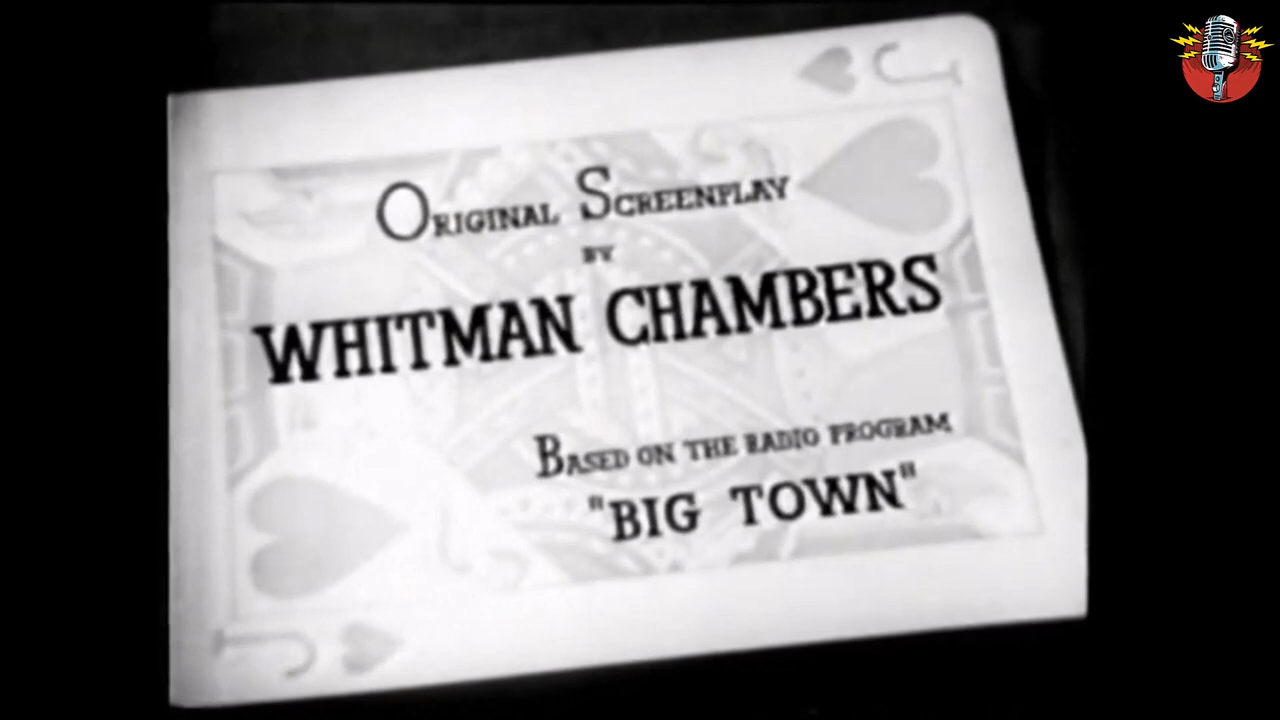 J
Original Screenplay
by
WHITMAN CHAMBERS
Based on the radio program
"BIG TOWN"
J